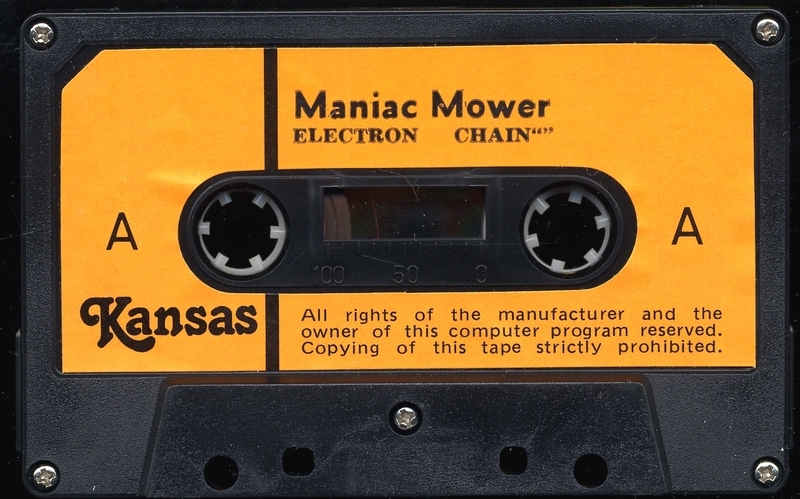 Maniac Mower
ELECTRON CHAIN“”
A
A
100 50 0
Kansas
All rights of the manufacturer and the
owner of this computer program reserved.
Copying of this tape strictly prohibited.